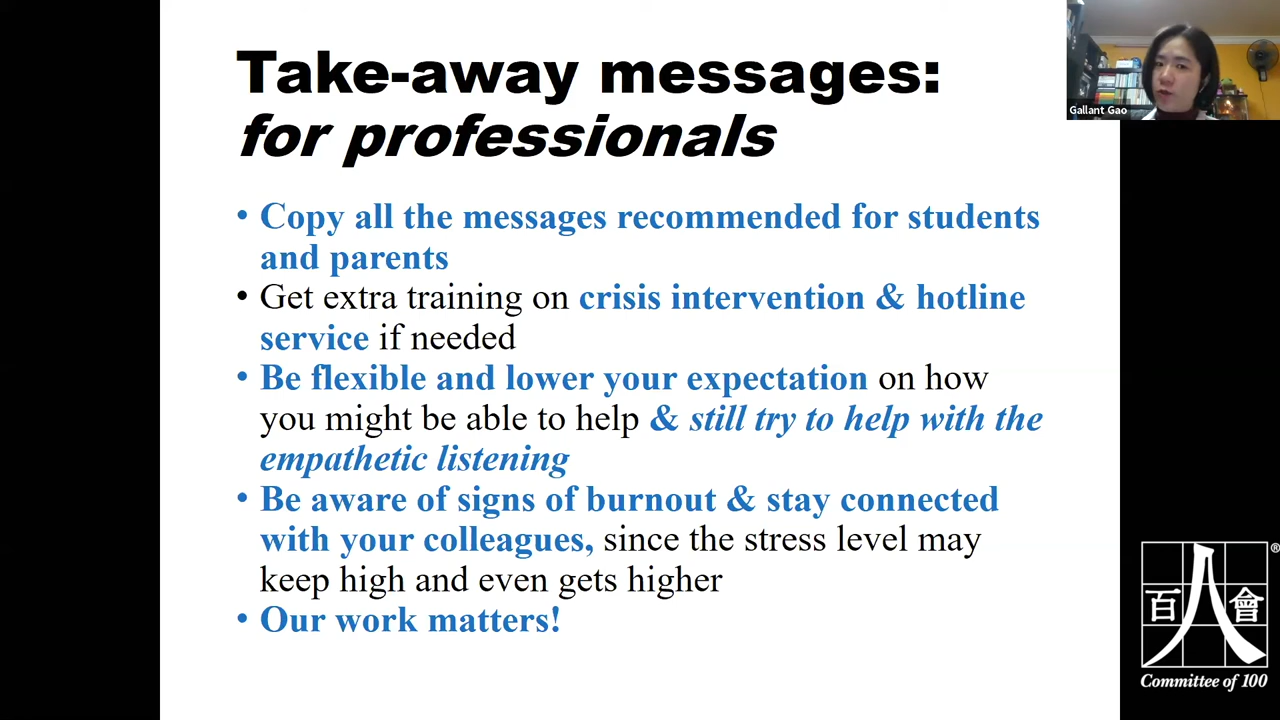 Take-away messages:
for professionals
• Copy all the messages recommended for students
and parents
• Get extra training on crisis intervention & hotline
service if needed
• Be flexible and lower your expectation on how
you might be able to help & still try to help with the
empathetic listening
• Be aware of signs of burnout & stay connected
with your colleagues, since the stress level may
keep high and even gets higher
• Our work matters!
Gallant Gao
百人會®
Committee of 100